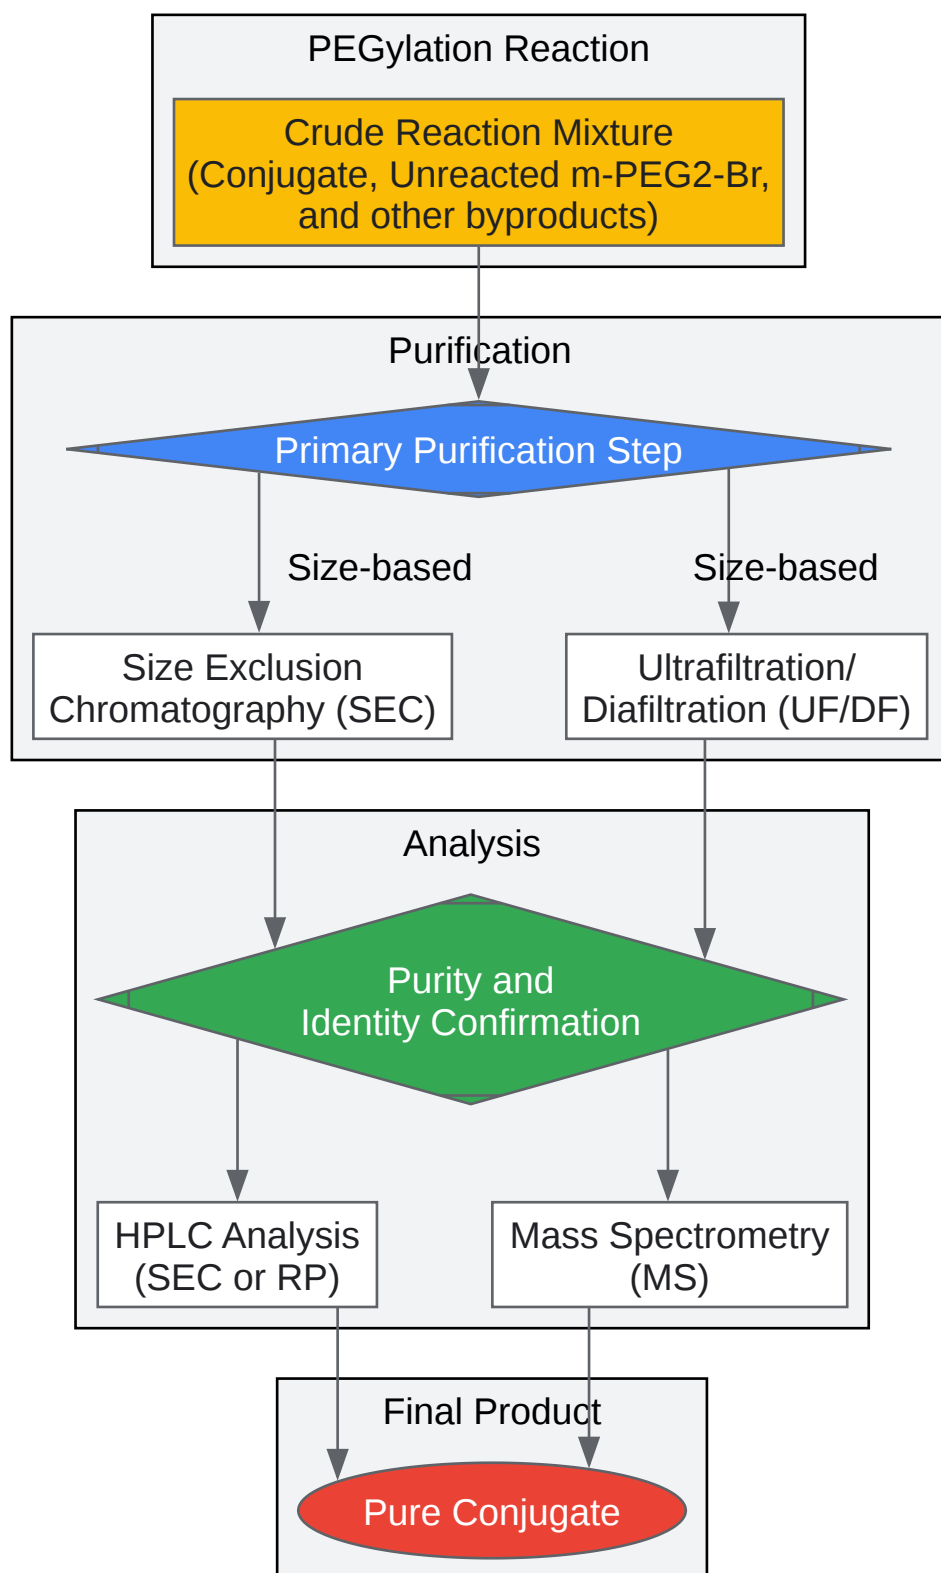 PEGylation Reaction
Crude Reaction Mixture
(Conjugate, Unreacted m-PEG2-Br,
and other byproducts)
Purification
Primary Purification Step
Size-based
Size-based
Size Exclusion
Chromatography (SEC)
Ultrafiltration/
Diafiltration (UF/DF)
Analysis
Purity and
Identity Confirmation
HPLC Analysis
(SEC or RP)
Mass Spectrometry
(MS)
Final Product
Pure Conjugate